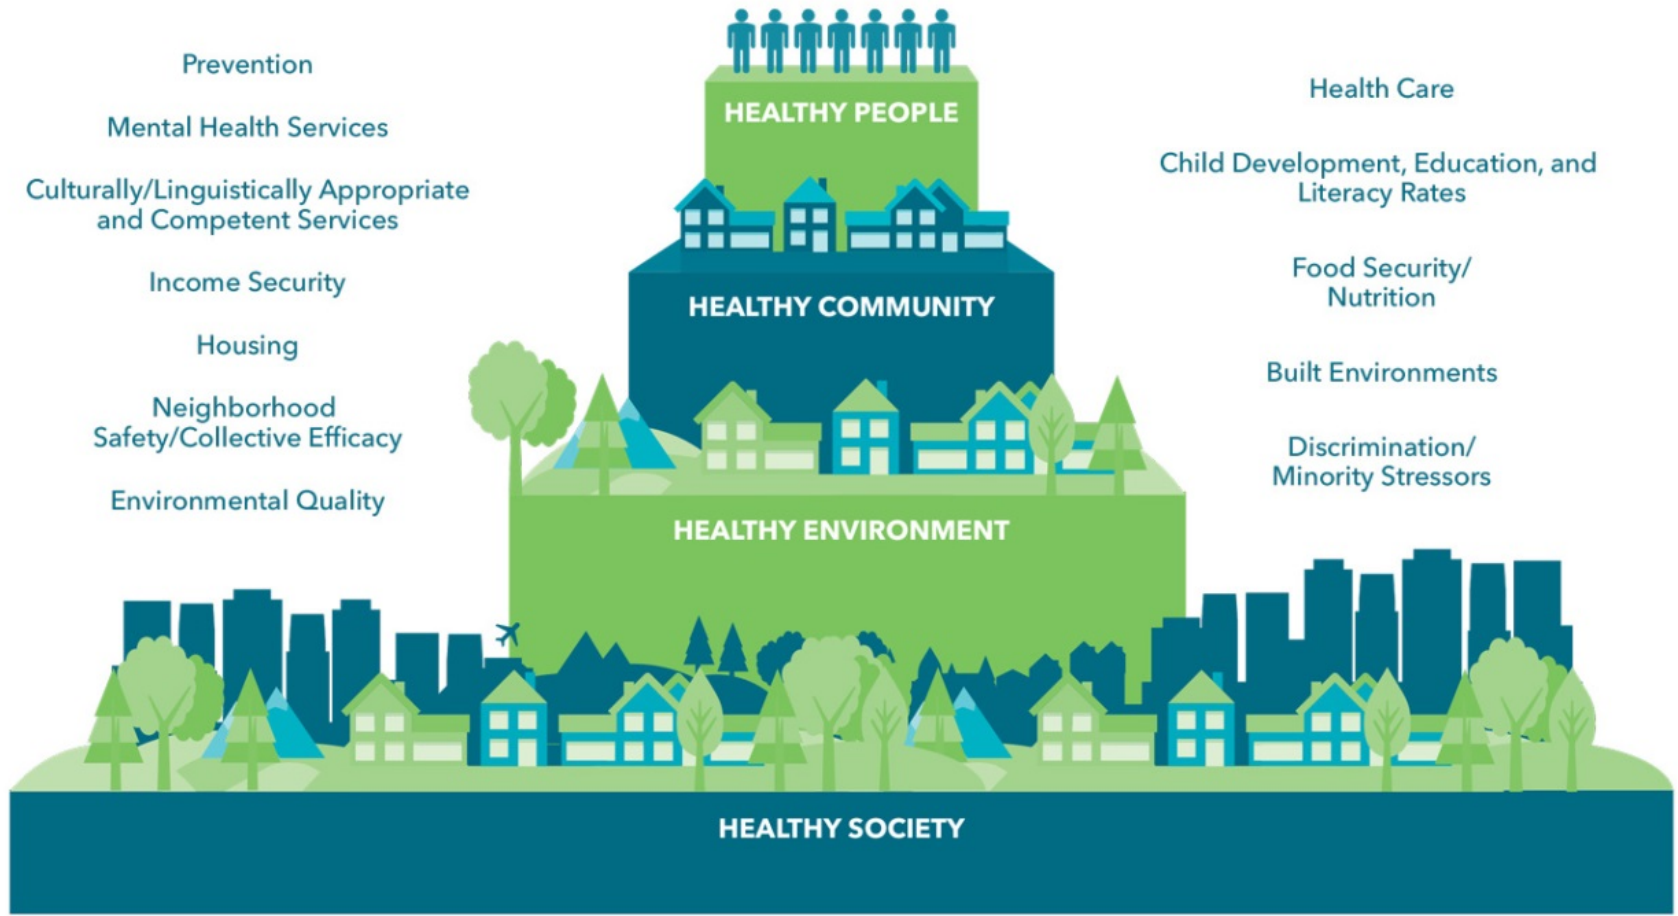 Prevention
Mental Health Services
Culturally/Linguistically Appropriate
and Competent Services
Income Security
Housing
Neighborhood
Safety/Collective Efficacy
Environmental Quality
HEALTHY PEOPLE
HEALTHY COMMUNITY
HEALTHY ENVIRONMENT
HEALTHY SOCIETY
Health Care
Child Development, Education, and
Literacy Rates
Food Security/
Nutrition
Built Environments
Discrimination/
Minority Stressors